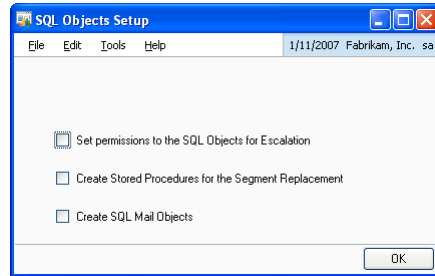 SQL Objects Setup
File Edit Tools Help 1/11/2007 Fabrikam, Inc. sa
Set permissions to the SQL Objects for Escalation
Create Stored Procedures for the Segment Replacement
Create SQL Mail Objects
OK